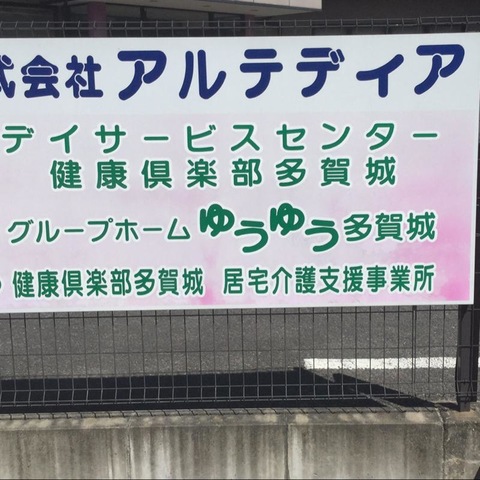 式会社 アルテディア
デイサービスセンター
健康倶楽部多賀城
グループホーム ゆうゆう多賀城
健康倶楽部多賀城 居宅介護支援事業所